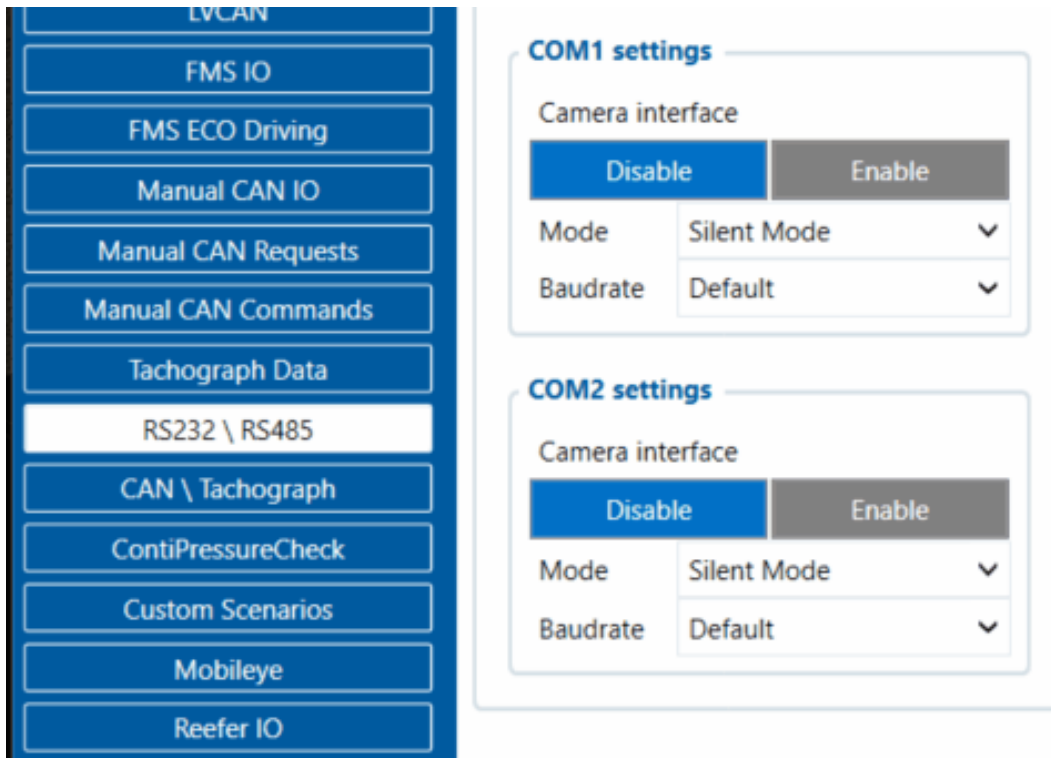 LVCAN
FMS IO
FMS ECO Driving
Manual CAN IO
Manual CAN Requests
Manual CAN Commands
Tachograph Data
RS232 \ RS485
CAN \ Tachograph
ContiPressureCheck
Custom Scenarios
Mobileye
Reefer IO
COM1 settings
Camera interface
Disable Enable
Mode Silent Mode
Baudrate Default
COM2 settings
Camera interface
Disable Enable
Mode Silent Mode
Baudrate Default